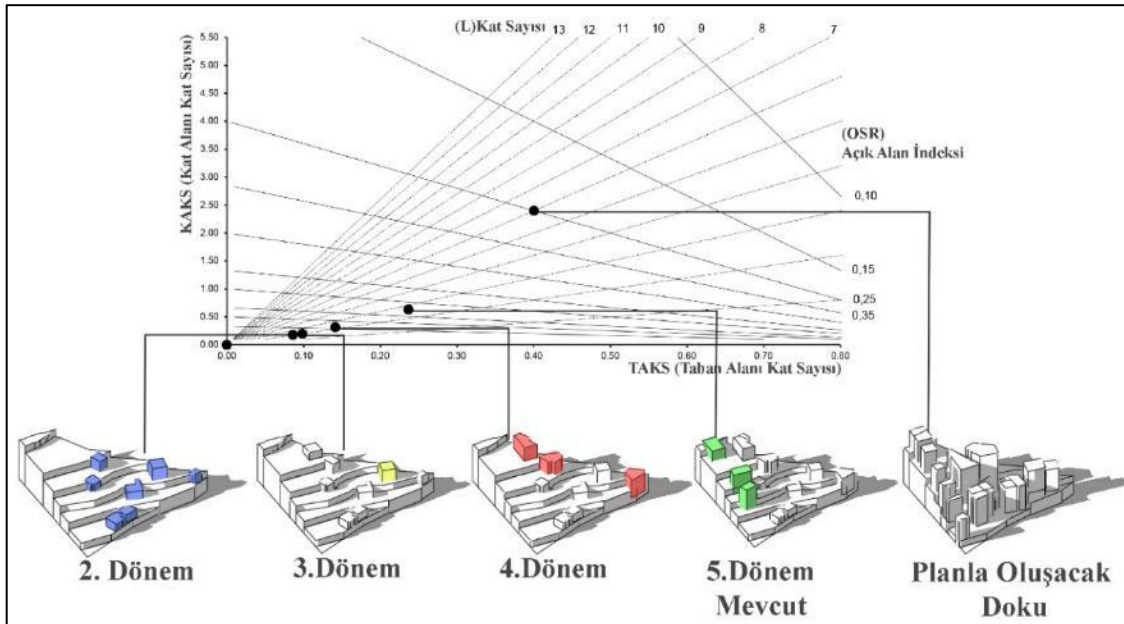 (L)Kat Sayısı 13 12 11 10 9 8 7
KAKS (Kat Alanı Kat Sayısı)
5.50
5.00
4.50
4.00
3.50
3.00
2.50
2.00
1.50
1.00
0.50
0.00
(OSR)
Açık Alan İndeksi
0,10
0,15
0,25
0,35
0.00 0.10 0.20 0.30 0.40 0.50 0.60 0.70 0.80
TAKS (Taban Alanı Kat Sayısı)
2. Dönem
3.Dönem
4.Dönem
5.Dönem
Mevcut
Planla Oluşacak
Doku